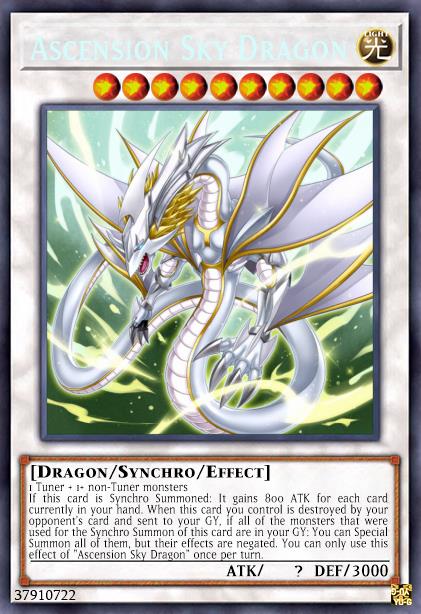 Ascension Sky Dragon
LIGHT
光
[Dragon/Synchro/Effect]
1 Tuner + 1+ non-Tuner monsters
If this card is Synchro Summoned: It gains 800 ATK for each card
currently in your hand. When this card you control is destroyed by your
opponent's card and sent to your GY, if all of the monsters that were
used for the Synchro Summon of this card are in your GY: You can Special
Summon all of them, but their effects are negated. You can only use this
effect of "Ascension Sky Dragon" once per turn.
ATK/ ? DEF/3000
37910722